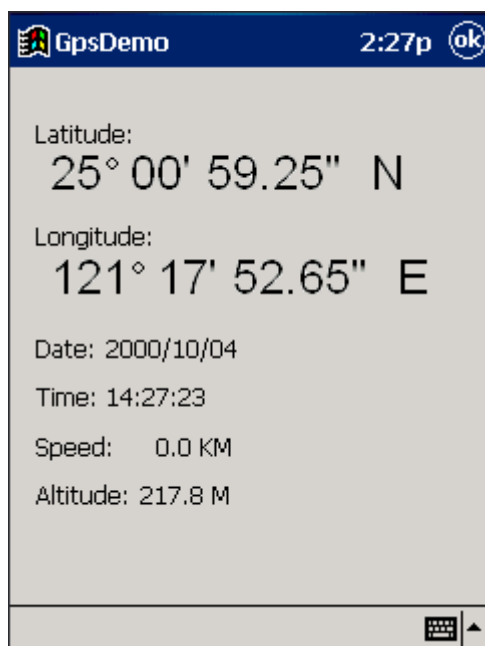 GpsDemo 2:27p ok
Latitude:
25° 00' 59.25" N
Longitude:
121° 17' 52.65" E
Date: 2000/10/04
Time: 14:27:23
Speed: 0.0 KM
Altitude: 217.8 M